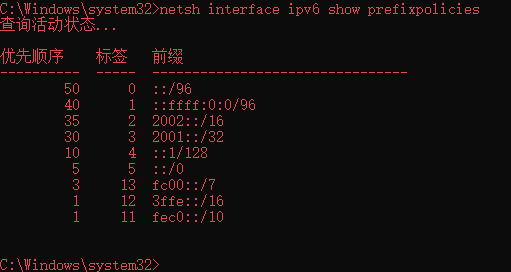 C:\Windows\system32>netsh interface ipv6 show prefixpolicies
查询活动状态...
优先顺序 标签 前缀
---------- ----- --------------------------------
50 0 ::/96
40 1 ::ffff:0:0/96
35 2 2002::/16
30 3 2001::/32
10 4 ::1/128
5 5 ::/0
3 13 fc00::/7
1 12 3ffe::/16
1 11 fec0::/10
C:\Windows\system32>